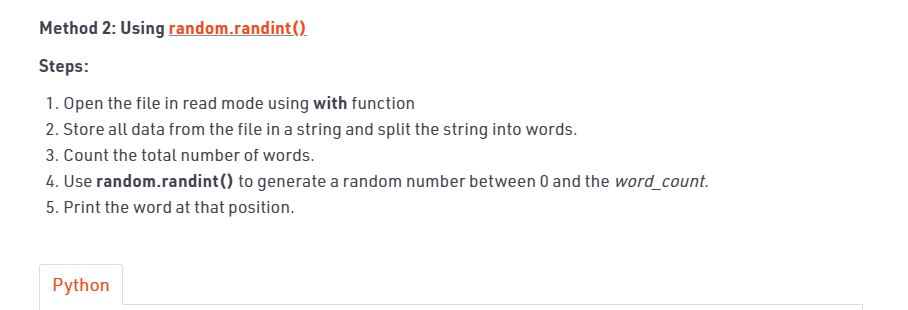 Method 2: Using random.randint()
Steps:
1. Open the file in read mode using with function
2. Store all data from the file in a string and split the string into words.
3. Count the total number of words.
4. Use random.randint() to generate a random number between 0 and the word_count.
5. Print the word at that position.
Python